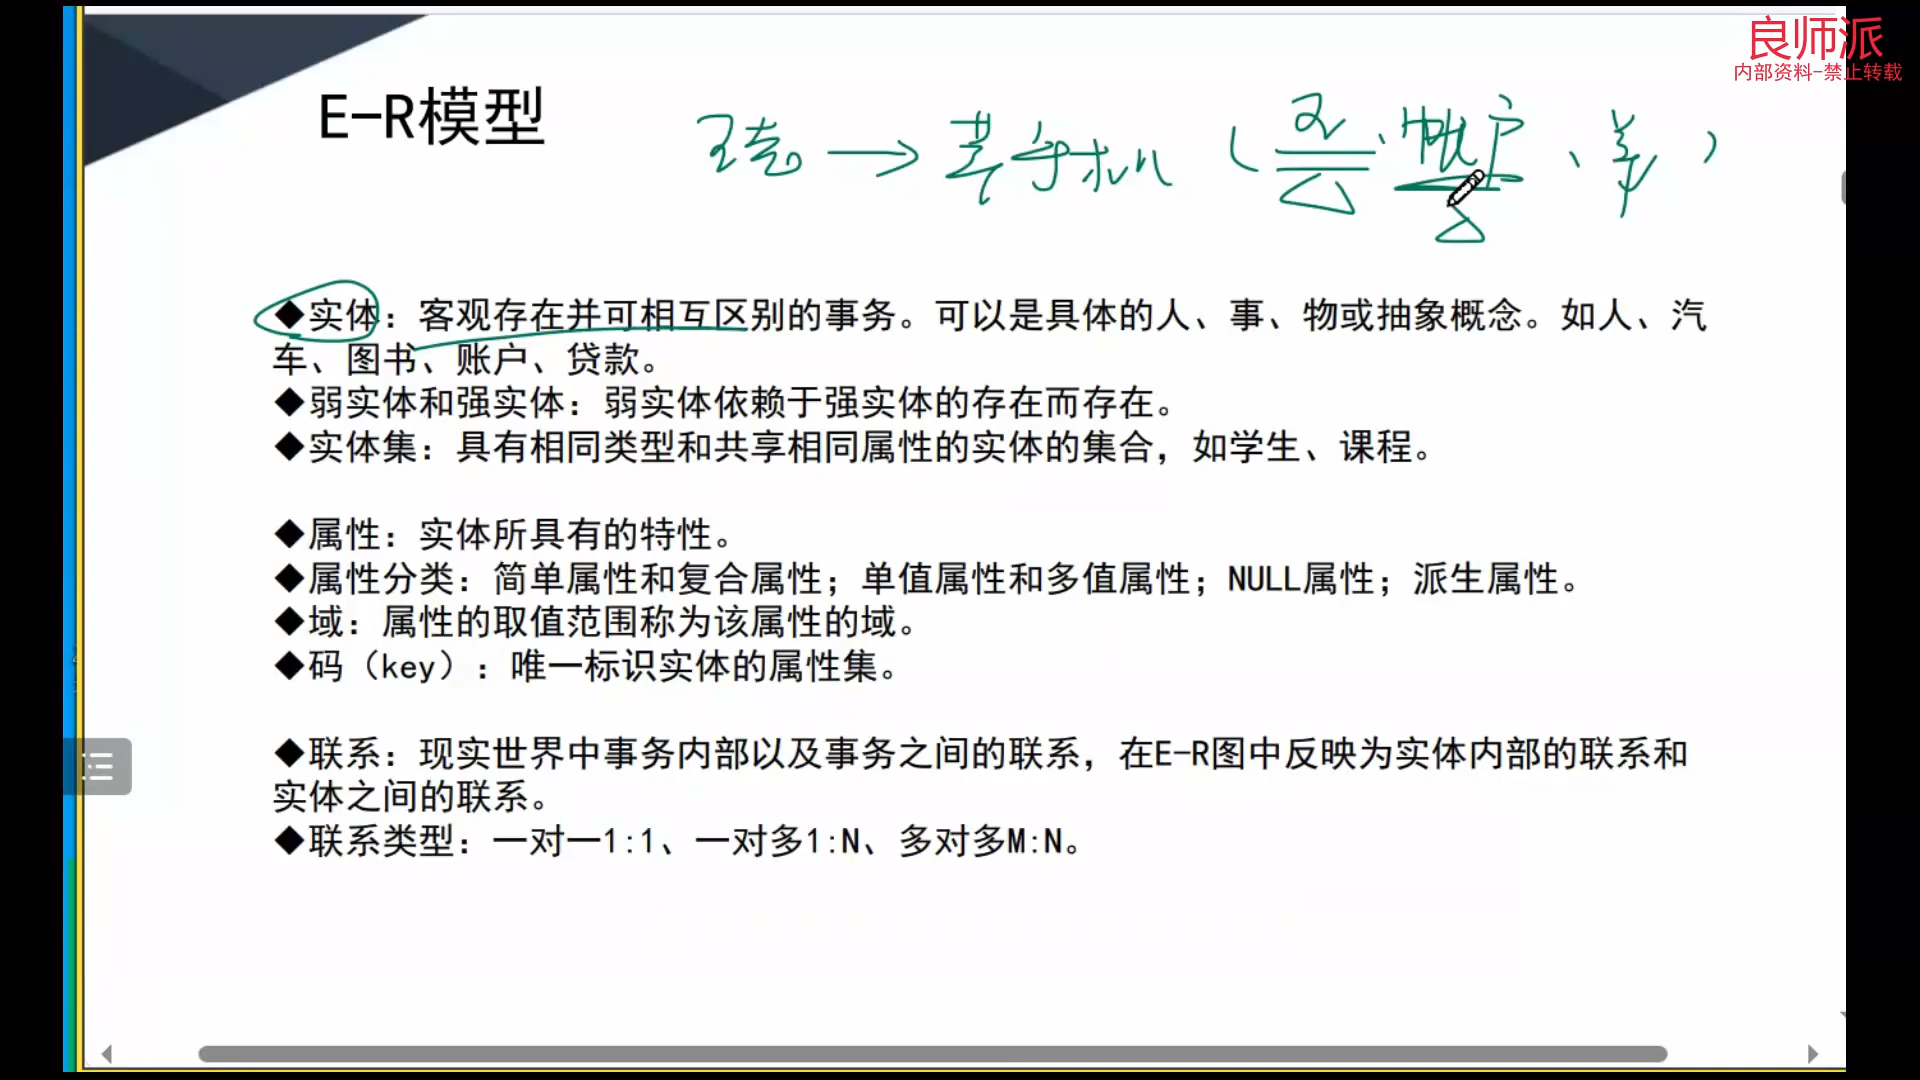 良师派
内部资料-禁止转载
E-R模型
◆实体：客观存在并可相互区别的事务。可以是具体的人、事、物或抽象概念。如人、汽
车、图书、账户、贷款。
◆弱实体和强实体：弱实体依赖于强实体的存在而存在。
◆实体集：具有相同类型和共享相同属性的实体的集合，如学生、课程。
◆属性：实体所具有的特性。
◆属性分类：简单属性和复合属性；单值属性和多值属性；NULL属性；派生属性。
◆域：属性的取值范围称为该属性的域。
◆码（key）：唯一标识实体的属性集。
◆联系：现实世界中事务内部以及事务之间的联系，在E-R图中反映为实体内部的联系和
实体之间的联系。
◆联系类型：一对一1:1、一对多1:N、多对多M:N。